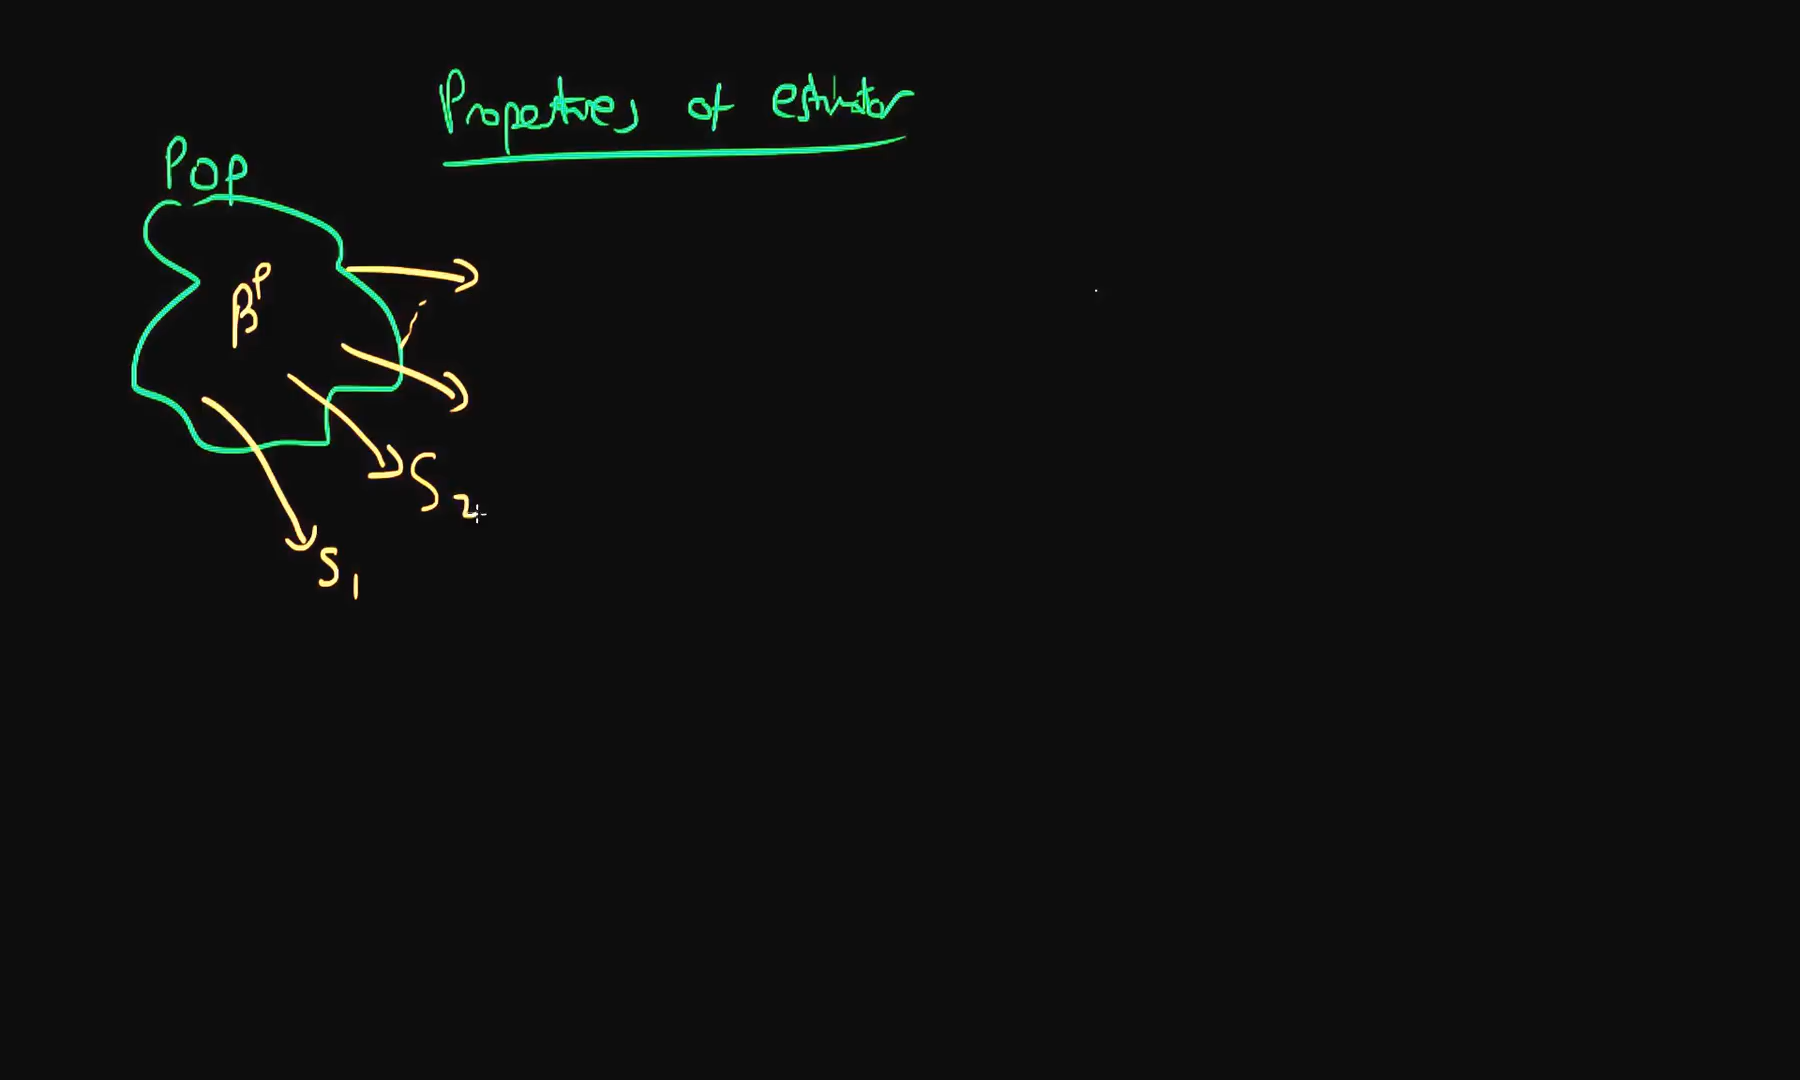 Properties of estimator
Pop
β^P
S₂
S₁